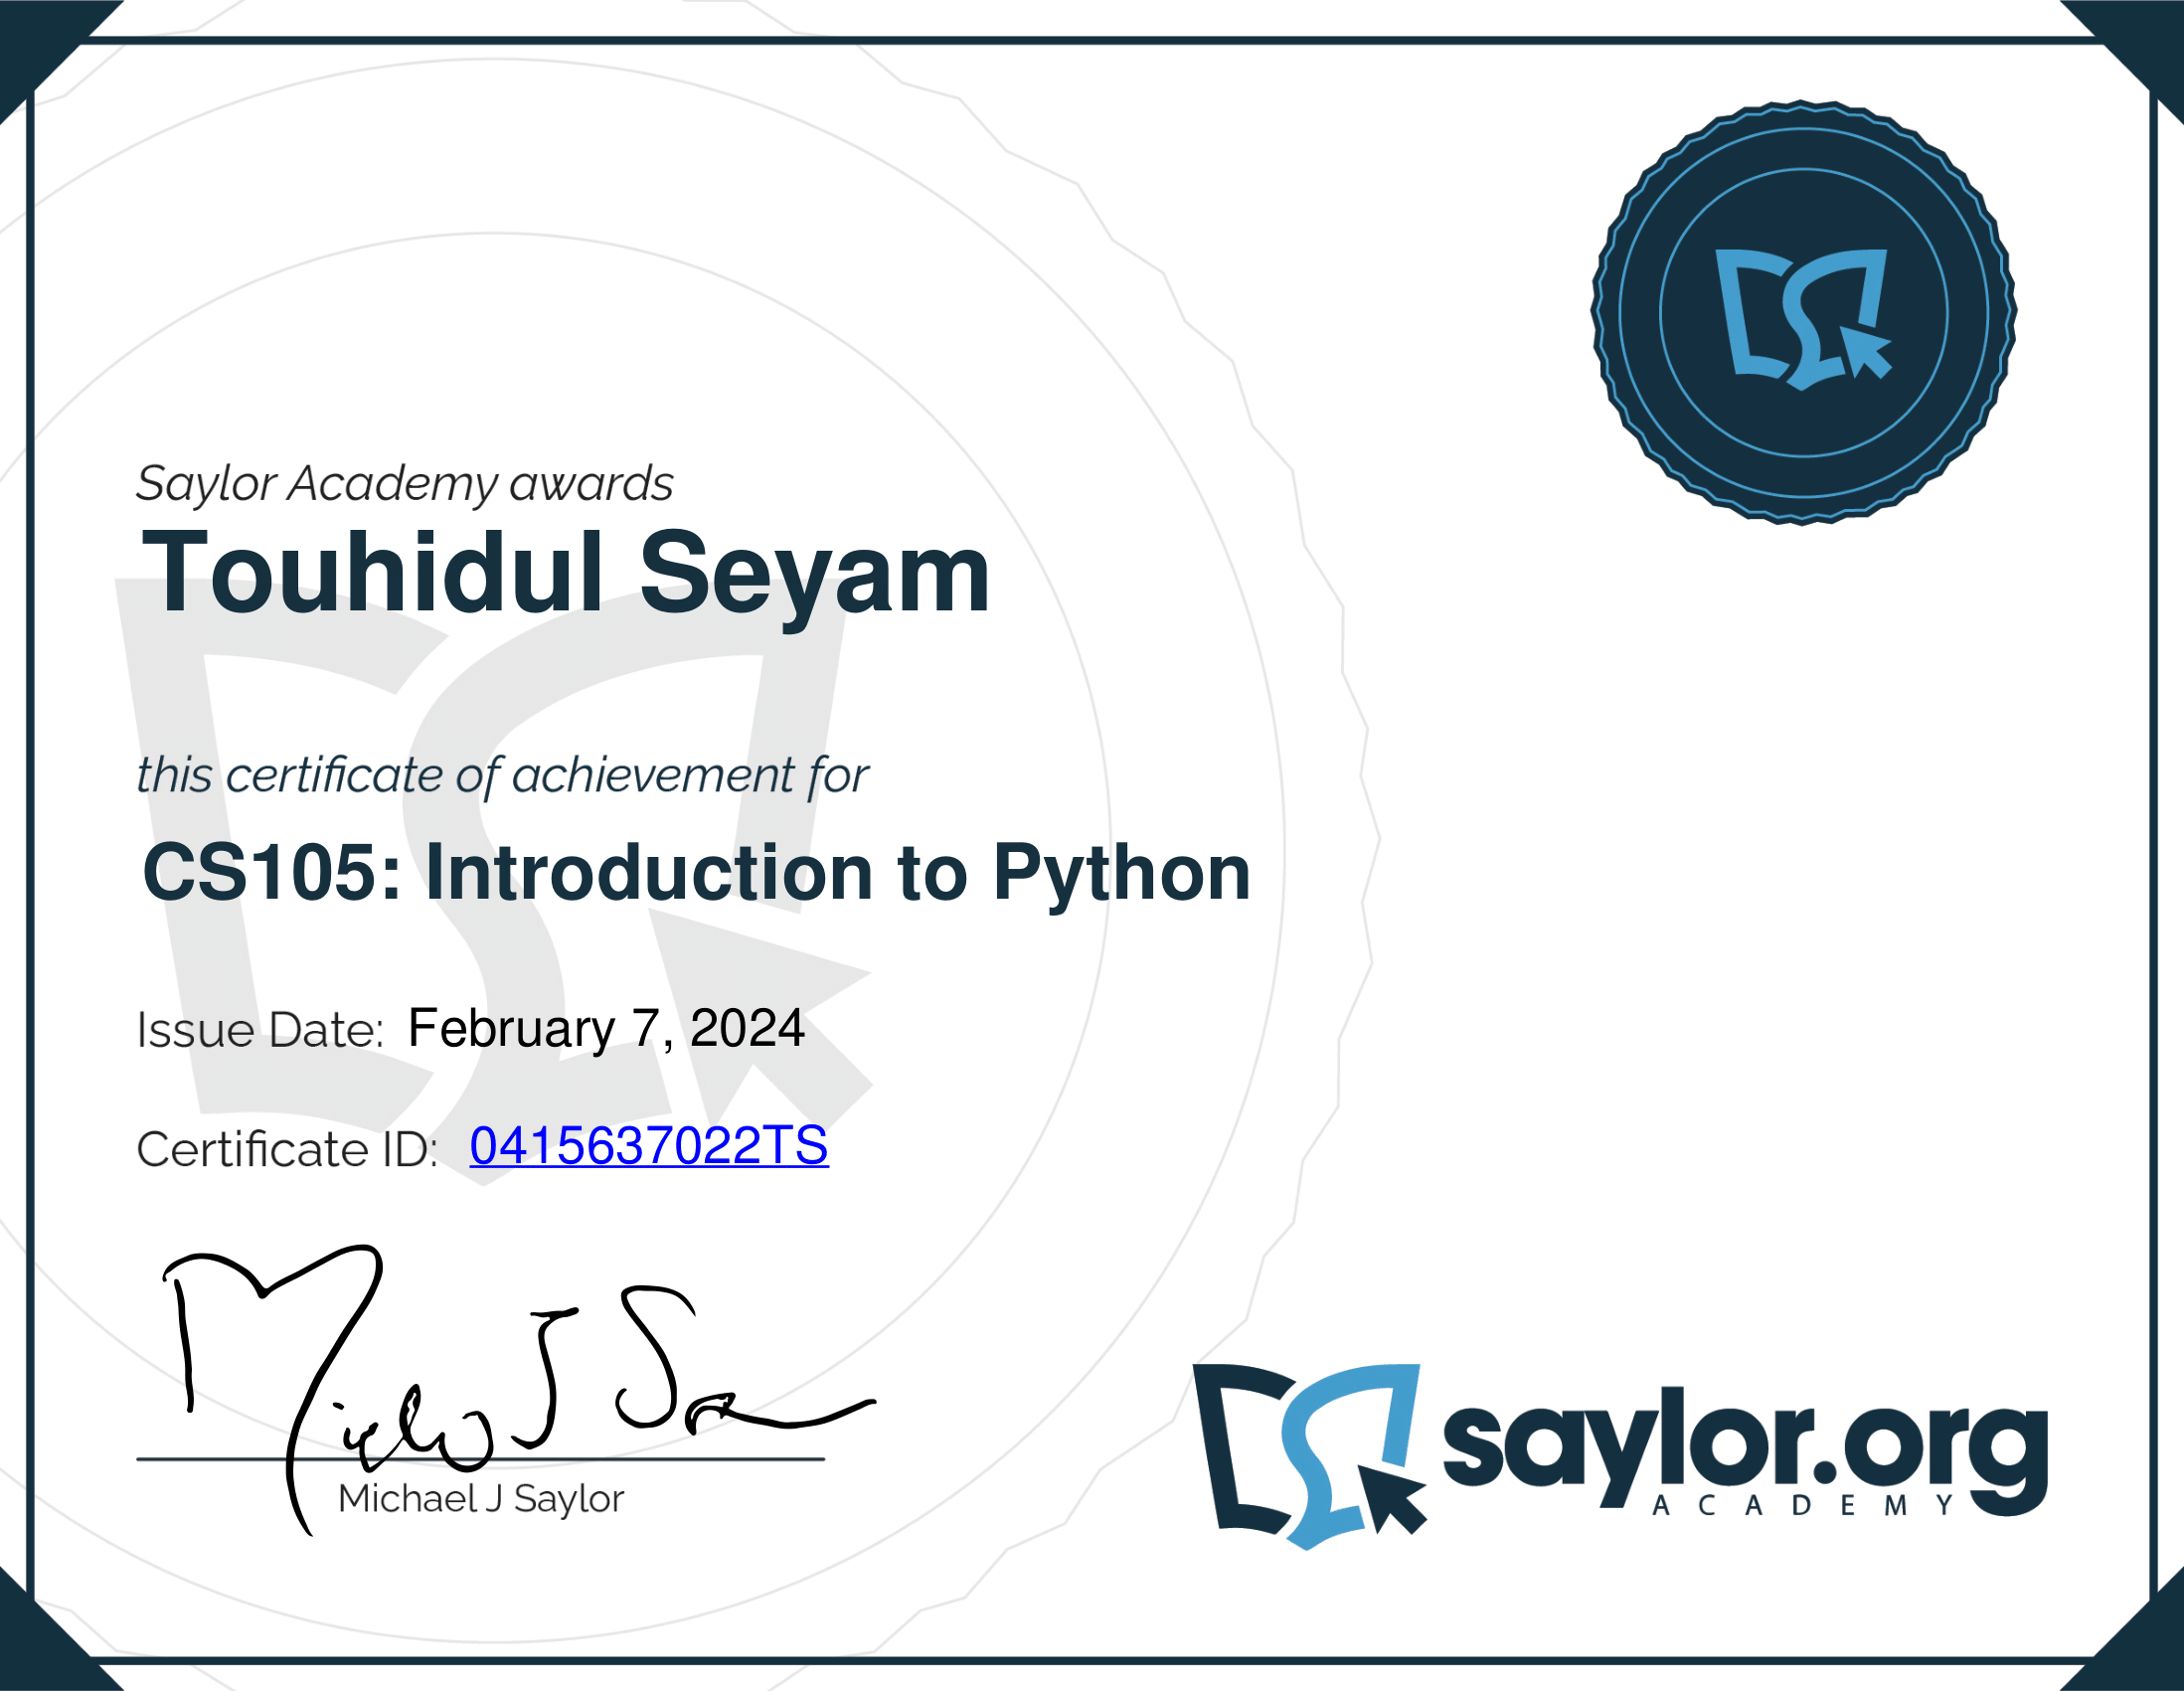 Saylor Academy awards
Touhidul Seyam
this certificate of achievement for
CS105: Introduction to Python
Issue Date: February 7, 2024
Certificate ID: 0415637022TS
Michael J Saylor
saylor.org
ACADEMY